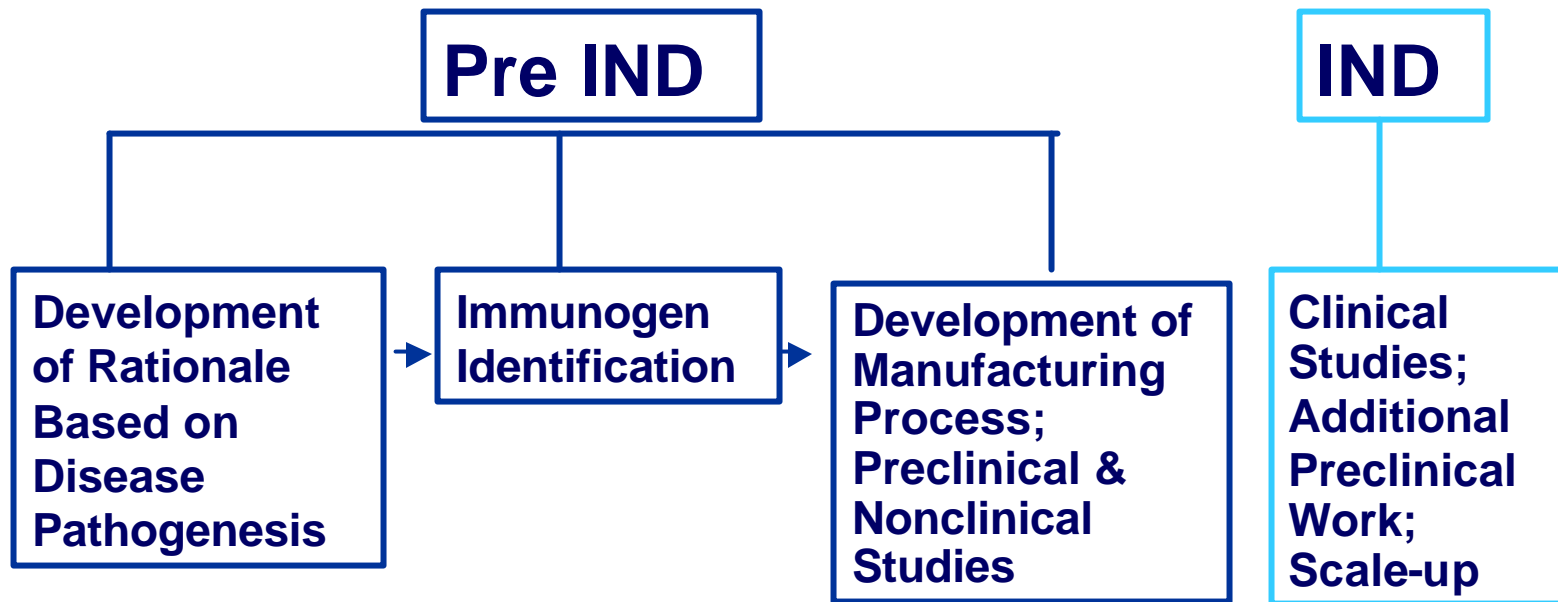 Pre IND
IND
Development
of Rationale
Based on
Disease
Pathogenesis
Immunogen
Identification
Development of
Manufacturing
Process;
Preclinical &
Nonclinical
Studies
Clinical
Studies;
Additional
Preclinical
Work;
Scale-up